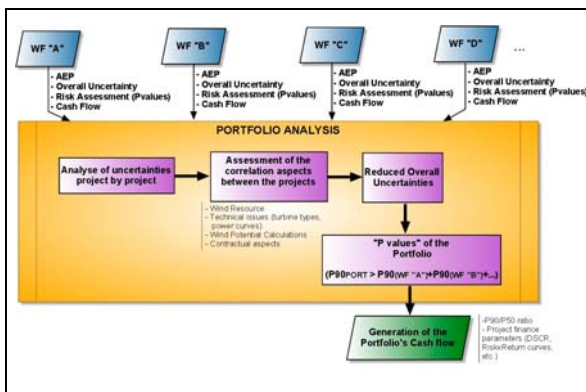 WF "A"
WF "B"
WF "C"
WF "D"
...
- AEP
- Overall Uncertainty
- Risk Assessment (Pvalues)
- Cash Flow
- AEP
- Overall Uncertainty
- Risk Assessment (Pvalues)
- Cash Flow
- AEP
- Overall Uncertainty
- Risk Assessment (Pvalues)
- Cash Flow
- AEP
- Overall Uncertainty
- Risk Assessment (Pvalues)
- Cash Flow
PORTFOLIO ANALYSIS
Analyse of uncertainties
project by project
Assessment of the
correlation aspects
between the projects
Reduced Overall
Uncertainties
- Wind Resource
- Technical issues (turbine types,
power curves)
- Wind Potential Calculations
- Contractual aspects
"P values" of the
Portfolio
(P90PORT > P90(WF "A")+P90(WF "B")+...)
Generation of the
Portfolio's Cash flow
-P90/P50 ratio
- Project finance
parameters (DSCR,
RiskxReturn curves,
etc.)